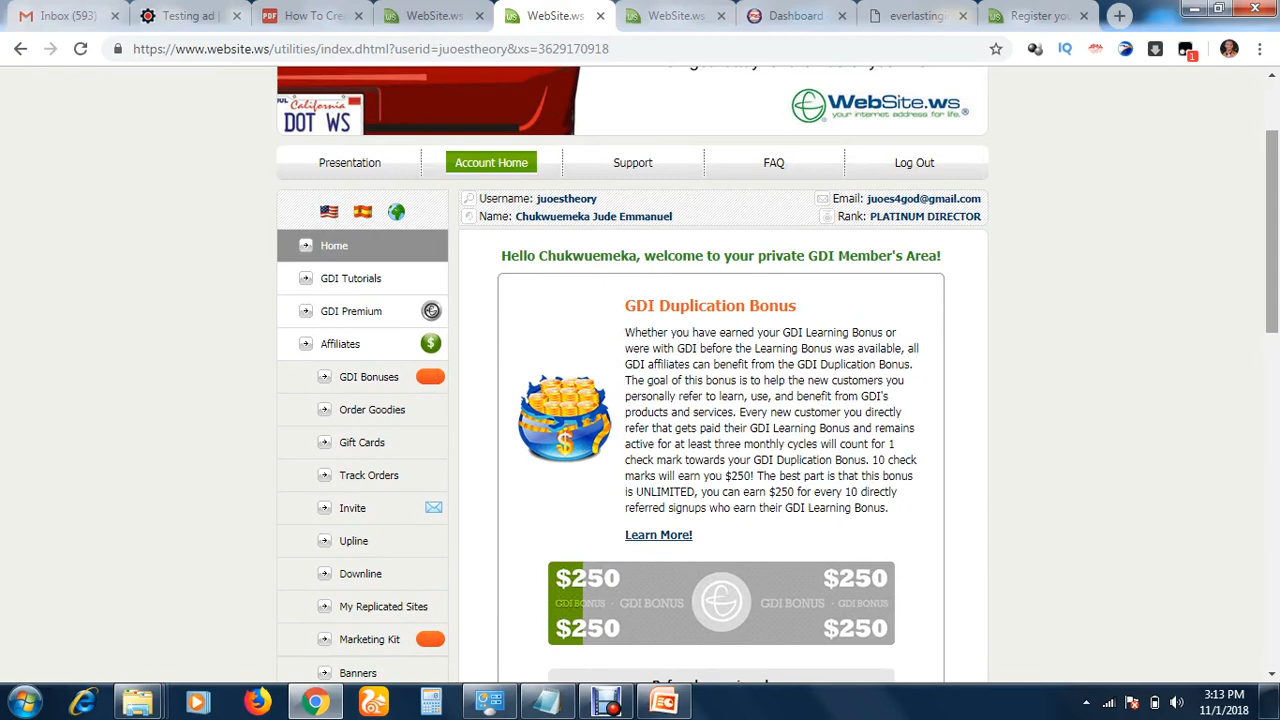 Inbox (593)
Testing ad
How To Cre
WebSite.ws
WebSite.ws
WebSite.ws
Dashboard
everlasting
Register you
https://www.website.ws/utilities/index.dhtml?userid=juoestheory&xs=3629170918
California
DOT WS
WebSite.ws
your internet address for life.®
Presentation
Account Home
Support
FAQ
Log Out
Username: juoestheory
Email: juoes4god@gmail.com
Name: Chukwuemeka Jude Emmanuel
Rank: PLATINUM DIRECTOR
Home
GDI Tutorials
GDI Premium
Affiliates
GDI Bonuses
Order Goodies
Gift Cards
Track Orders
Invite
Upline
Downline
My Replicated Sites
Marketing Kit
Banners
Hello Chukwuemeka, welcome to your private GDI Member's Area!
GDI Duplication Bonus
Whether you have earned your GDI Learning Bonus or
were with GDI before the Learning Bonus was available, all
GDI affiliates can benefit from the GDI Duplication Bonus.
The goal of this bonus is to help the new customers you
personally refer to learn, use, and benefit from GDI's
products and services. Every new customer you directly
refer that gets paid their GDI Learning Bonus and remains
active for at least three monthly cycles will count for 1
check mark towards your GDI Duplication Bonus. 10 check
marks will earn you $250! The best part is that this bonus
is UNLIMITED, you can earn $250 for every 10 directly
referred signups who earn their GDI Learning Bonus.
Learn More!
$250 $250
GDI BONUS · GDI BONUS GDI BONUS · GDI BONUS
$250 $250
3:13 PM
11/1/2018